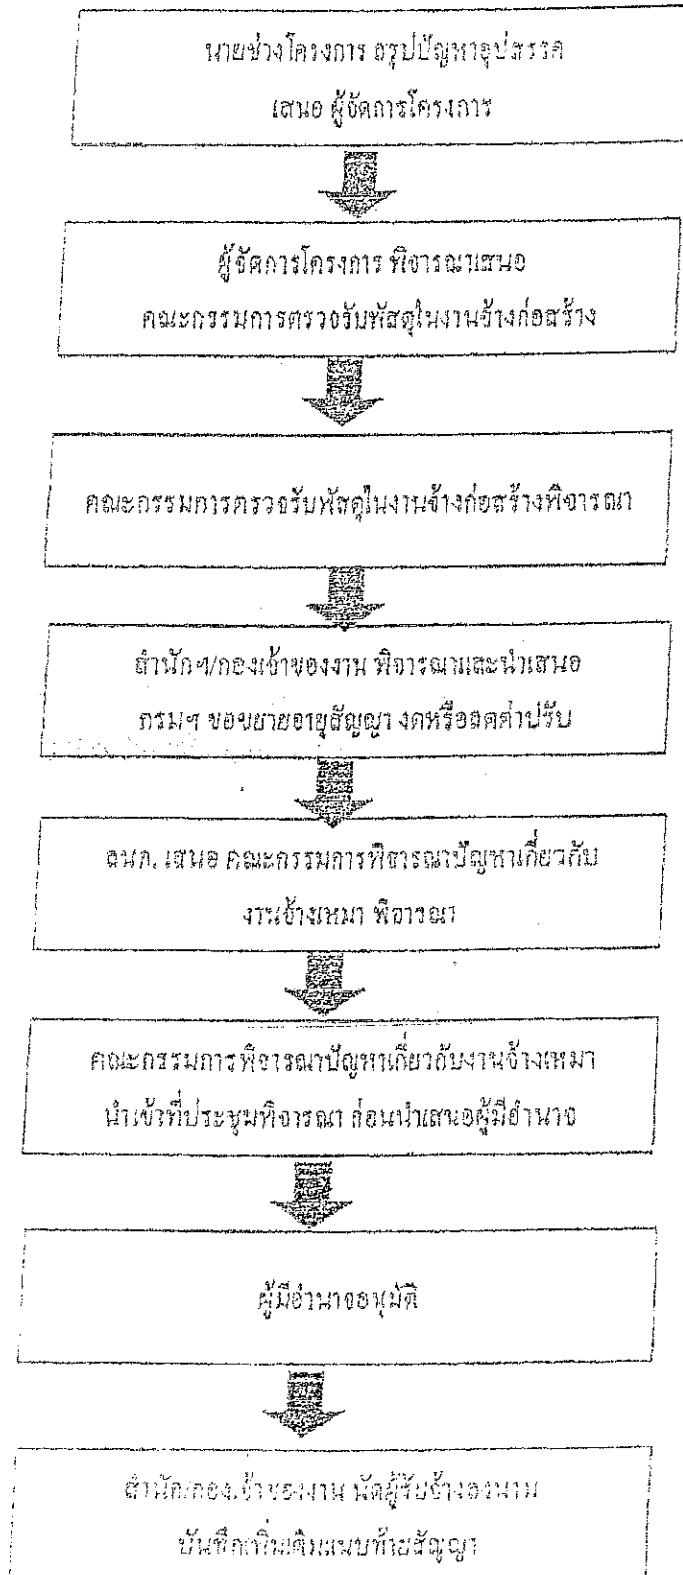 นายช่างโครงการ สรุปปัญหาอุปสรรค
เสนอ ผู้จัดการโครงการ
ผู้จัดการโครงการ พิจารณาเสนอ
คณะกรรมการตรวจรับพัสดุในงานจ้างก่อสร้าง
คณะกรรมการตรวจรับพัสดุในงานจ้างก่อสร้างพิจารณา
สำนักฯ/กองเจ้าของงาน พิจารณาและนำเสนอ
กรมฯ ขอขยายอายุสัญญา งดหรือลดค่าปรับ
เสนอ คณะกรรมการพิจารณาปัญหาเกี่ยวกับ
งานจ้างเหมา พิจารณา
คณะกรรมการพิจารณาปัญหาเกี่ยวกับงานจ้างเหมา
นำเข้าที่ประชุมพิจารณา ก่อนนำเสนอผู้มีอำนาจ
ผู้มีอำนาจอนุมัติ
สำนัก/กอง.เจ้าของงาน นัดผู้รับจ้างลงนาม
บันทึกเพิ่มเติมแนบท้ายสัญญา